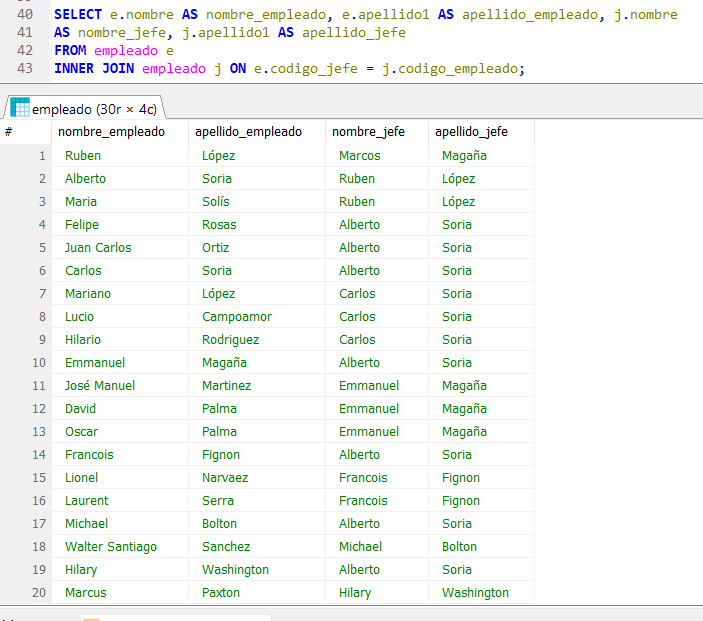 40 SELECT e.nombre AS nombre_empleado, e.apellido1 AS apellido_empleado, j.nombre
41 AS nombre_jefe, j.apellido1 AS apellido_jefe
42 FROM empleado e
43 INNER JOIN empleado j ON e.codigo_jefe = j.codigo_empleado;
empleado (30r × 4c)
# nombre_empleado apellido_empleado nombre_jefe apellido_jefe
1 Ruben López Marcos Magaña
2 Alberto Soria Ruben López
3 Maria Solís Ruben López
4 Felipe Rosas Alberto Soria
5 Juan Carlos Ortiz Alberto Soria
6 Carlos Soria Alberto Soria
7 Mariano López Carlos Soria
8 Lucio Campoamor Carlos Soria
9 Hilario Rodriguez Carlos Soria
10 Emmanuel Magaña Alberto Soria
11 José Manuel Martinez Emmanuel Magaña
12 David Palma Emmanuel Magaña
13 Oscar Palma Emmanuel Magaña
14 Francois Fignon Alberto Soria
15 Lionel Narvaez Francois Fignon
16 Laurent Serra Francois Fignon
17 Michael Bolton Alberto Soria
18 Walter Santiago Sanchez Michael Bolton
19 Hilary Washington Alberto Soria
20 Marcus Paxton Hilary Washington